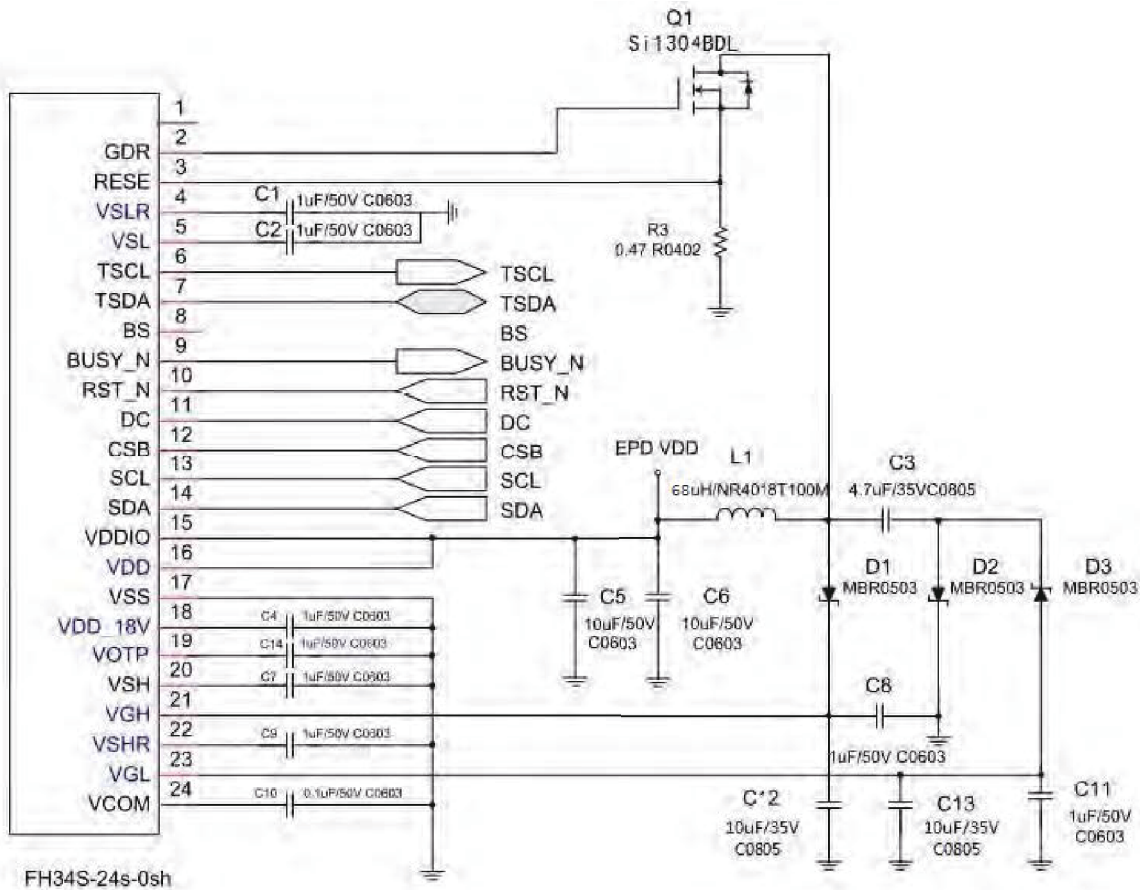 Q1
Si1304BDL
1
2
GDR
3
RESE
4
VSLR
C1
1uF/50V C0603
5
VSL
C2
1uF/50V C0603
R3
0.47 R0402
6
TSCL
TSCL
7
TSDA
TSDA
8
BS
BS
9
BUSY_N
BUSY_N
10
RST_N
RST_N
11
DC
DC
12
CSB
CSB
13
SCL
SCL
14
SDA
SDA
EPD VDD
L1
68uH/NR4018T100M
C3
4.7uF/35VC0805
15
VDDIO
16
VDD
17
VSS
C5
10uF/50V
C0603
C6
10uF/50V
C0603
D1
MBR0503
D2
MBR0503
D3
MBR0503
18
VDD_18V
C4
1uF/50V C0603
19
VOTP
C14
1uF/50V C0603
20
VSH
C7
1uF/50V C0603
21
VGH
C8
1uF/50V C0603
22
VSHR
C9
1uF/50V C0603
23
VGL
24
VCOM
C10
0.1uF/50V C0603
C12
10uF/35V
C0805
C13
10uF/35V
C0805
C11
1uF/50V
C0603
FH34S-24s-0sh